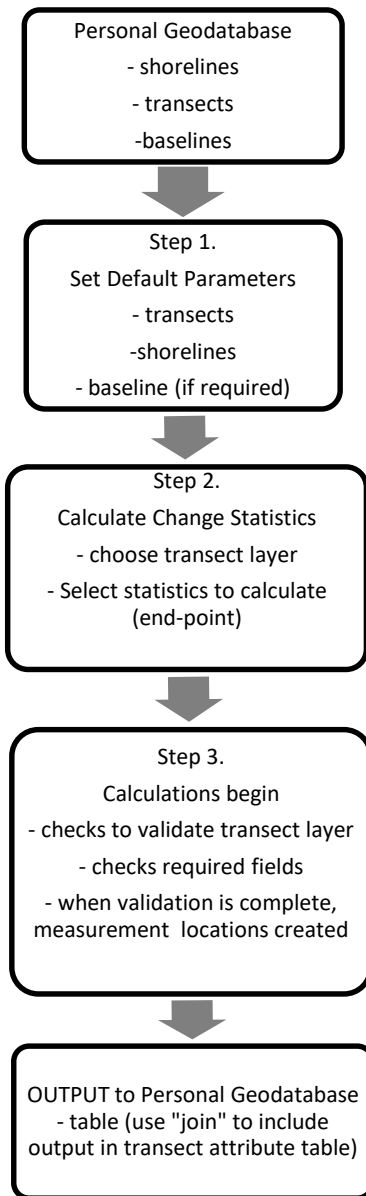 Personal Geodatabase
- shorelines
- transects
-baselines
Step 1.
Set Default Parameters
- transects
-shorelines
- baseline (if required)
Step 2.
Calculate Change Statistics
- choose transect layer
- Select statistics to calculate
(end-point)
Step 3.
Calculations begin
- checks to validate transect layer
- checks required fields
- when validation is complete,
measurement locations created
OUTPUT to Personal Geodatabase
- table (use "join" to include
output in transect attribute table)